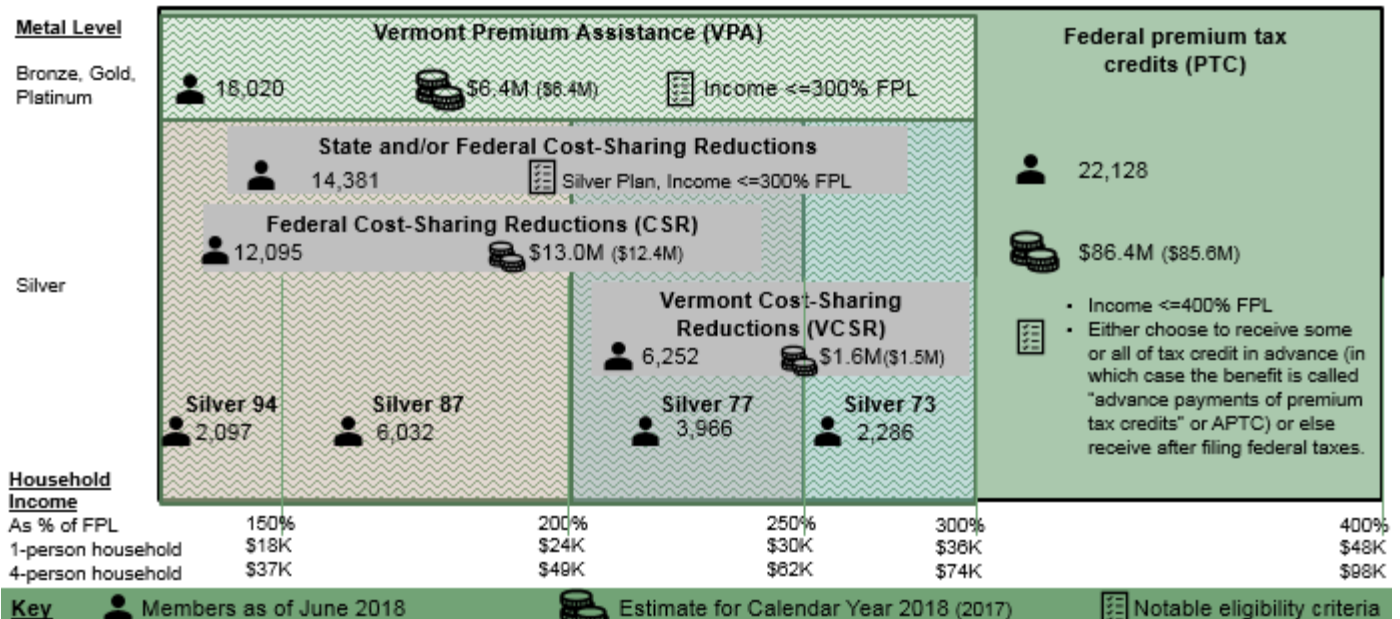 Metal Level
Bronze, Gold,
Platinum
Vermont Premium Assistance (VPA)
18,020
$6.4M ($6.4M)
Income <=300% FPL
State and/or Federal Cost-Sharing Reductions
14,381
Silver Plan, Income <=300% FPL
Federal Cost-Sharing Reductions (CSR)
12,095
$13.0M ($12.4M)
Silver
Vermont Cost-Sharing
Reductions (VCSR)
6,252
$1.6M($1.5M)
Silver 94
2,097
Silver 87
6,032
Silver 77
3,966
Silver 73
2,286
Federal premium tax
credits (PTC)
22,128
$86.4M ($85.6M)
• Income <=400% FPL
• Either choose to receive some
or all of tax credit in advance (in
which case the benefit is called
"advance payments of premium
tax credits" or APTC) or else
receive after filing federal taxes.
Household
Income
As % of FPL 150% 200% 250% 300% 400%
1-person household $18K $24K $30K $36K $48K
4-person household $37K $49K $62K $74K $98K
Key Members as of June 2018 Estimate for Calendar Year 2018 (2017) Notable eligibility criteria